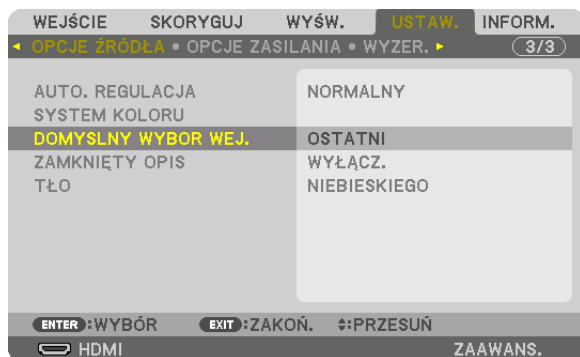 WEJŚCIE SKORYGUJ WYŚW. USTAW. INFORM.
OPCJE ŹRÓDŁA • OPCJE ZASILANIA • WYZER. 3/3
AUTO. REGULACJA NORMALNY
SYSTEM KOLORU
DOMYSLNY WYBOR WEJ. OSTATNI
ZAMKNIĘTY OPIS WYŁĄCZ.
TŁO NIEBIESKIEGO
ENTER :WYBÓR EXIT :ZAKOŃ. :PRZESUŃ
HDMI ZAAWANS.